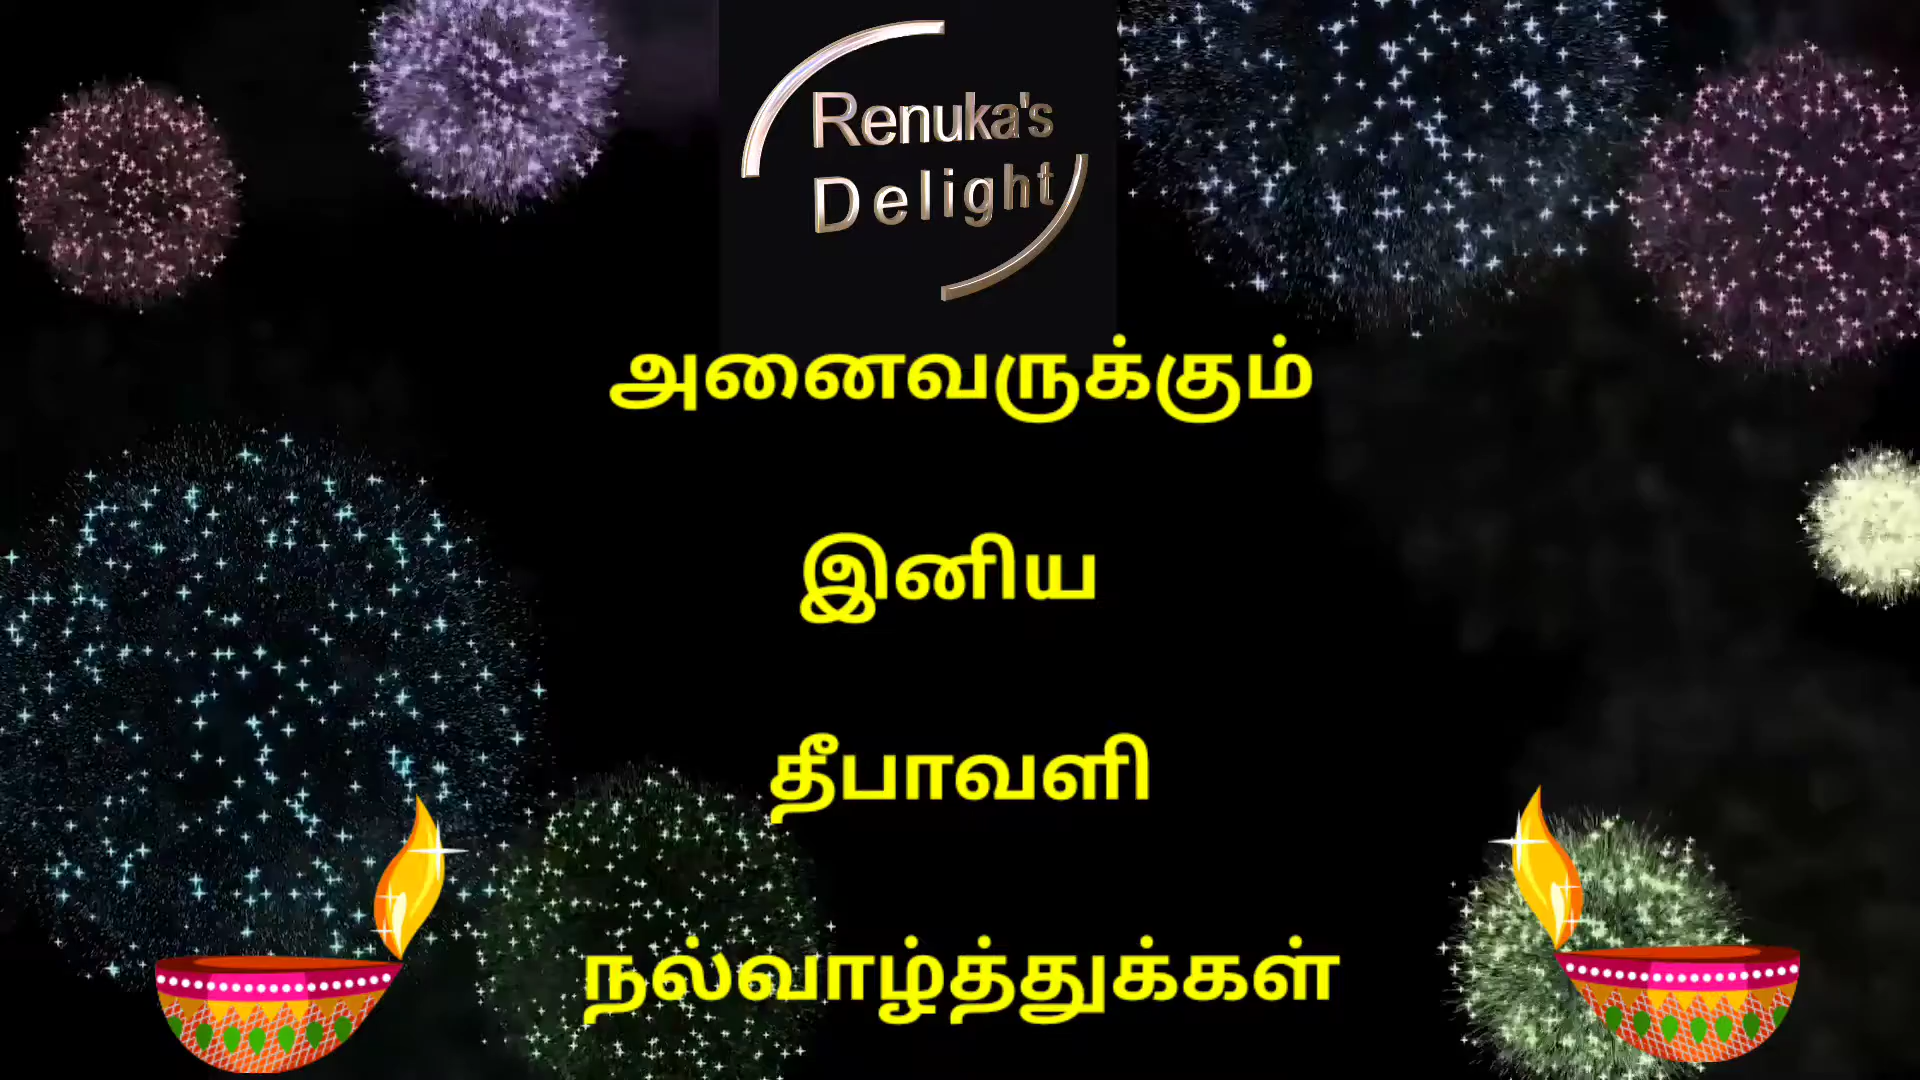 Renuka's
Delight
அனைவருக்கும்
இனிய
தீபாவளி
நல்வாழ்த்துக்கள்